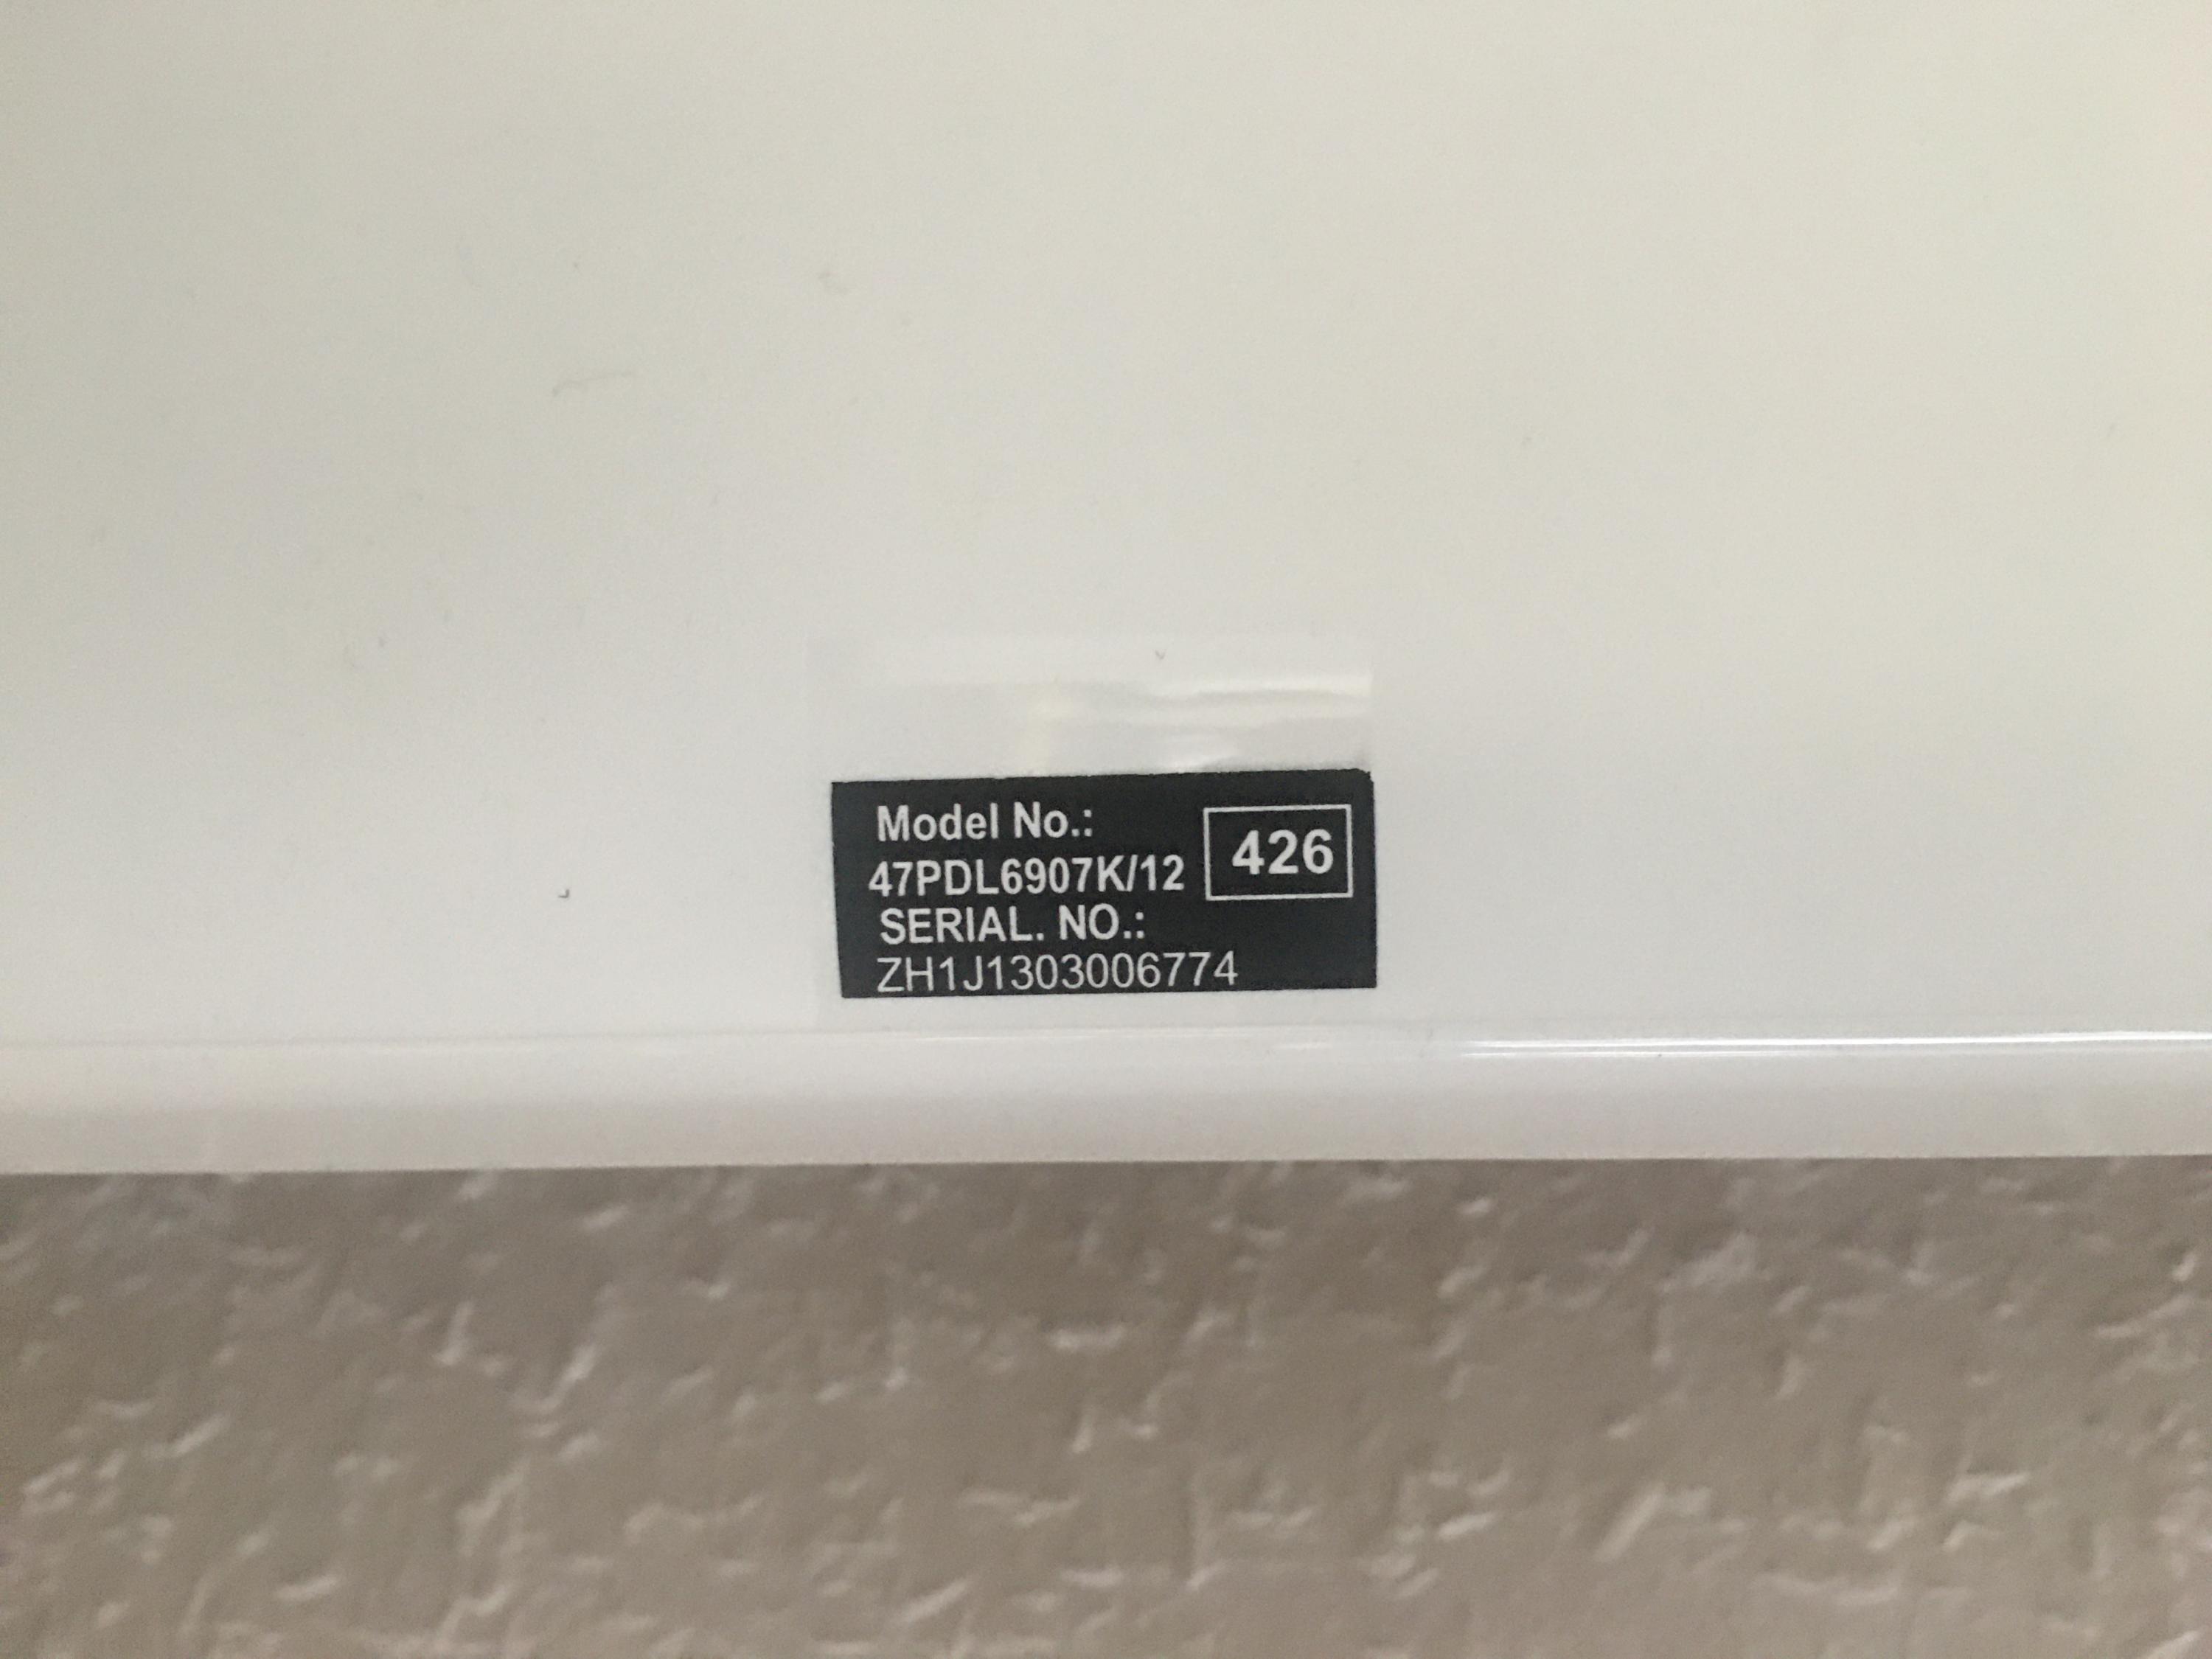 Model No.:
426
47PDL6907K/12
SERIAL. NO.:
ZH1J1303006774